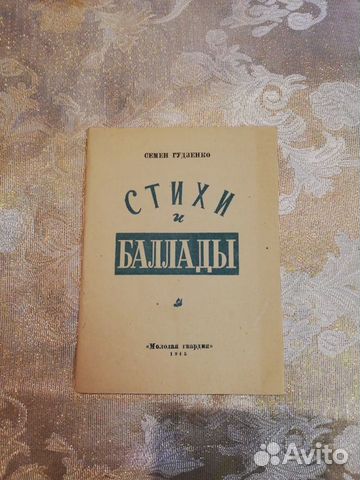 СЕМЕН ГУДЗЕНКО
СТИХИ
и
БАЛЛАДЫ
«Молодая гвардия»
1945
Avito